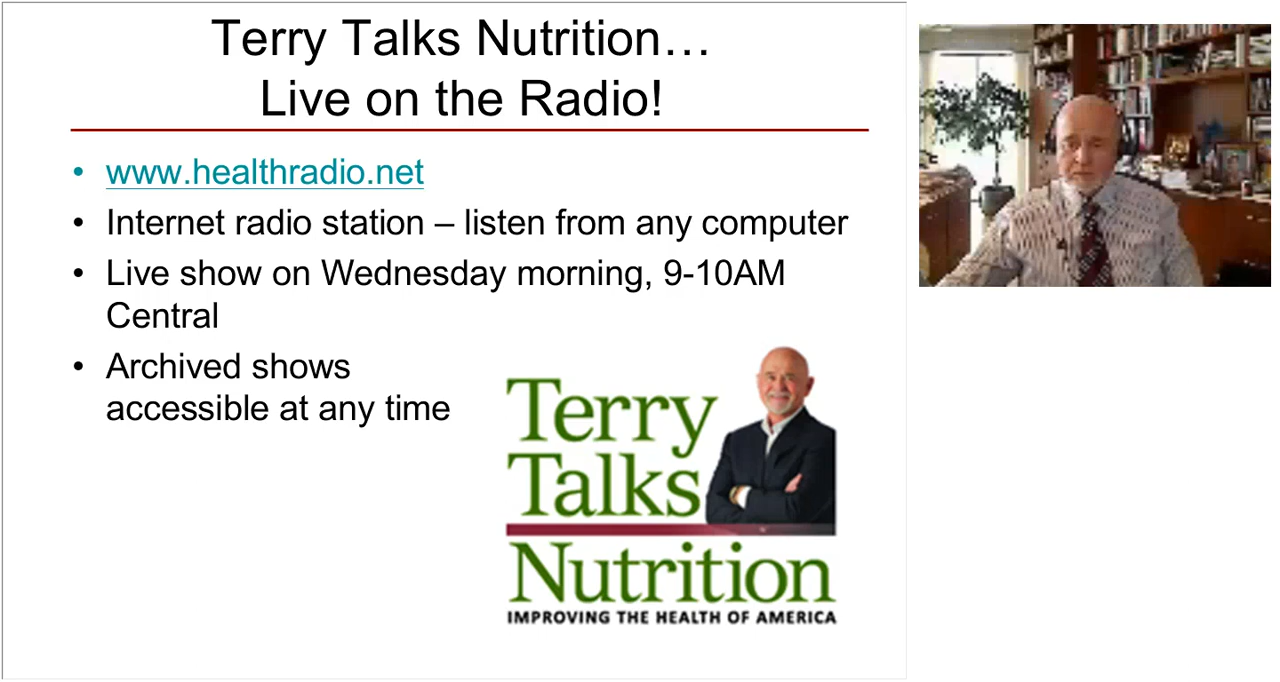 Terry Talks Nutrition…
Live on the Radio!
• www.healthradio.net
• Internet radio station – listen from any computer
• Live show on Wednesday morning, 9-10AM
Central
• Archived shows
accessible at any time
Terry
Talks
Nutrition
IMPROVING THE HEALTH OF AMERICA